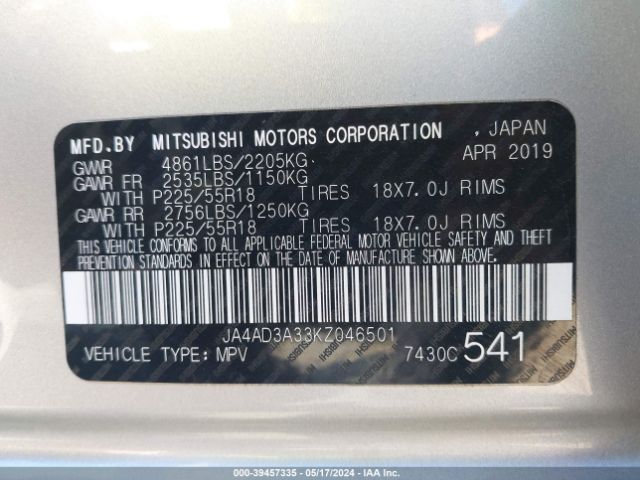 MFD.BY MITSUBISHI MOTORS CORPORATION , JAPAN
GVWR 4861LBS/2205KG APR 2019
GAWR FR 2535LBS/1150KG
WITH P225/55R18 TIRES 18X7.0J RIMS
GAWR RR 2756LBS/1250KG
WITH P225/55R18 TIRES 18X7.0J RIMS
THIS VEHICLE CONFORMS TO ALL APPLICABLE FEDERAL MOTOR VEHICLE SAFETY AND THEFT
PREVENTION STANDARDS IN EFFECT ON THE DATE OF MANUFACTURE SHOWN ABOVE.
JA4AD3A33KZ046501
VEHICLE TYPE: MPV 7430C 541
000-39457335 - 05/17/2024 - IAA Inc.